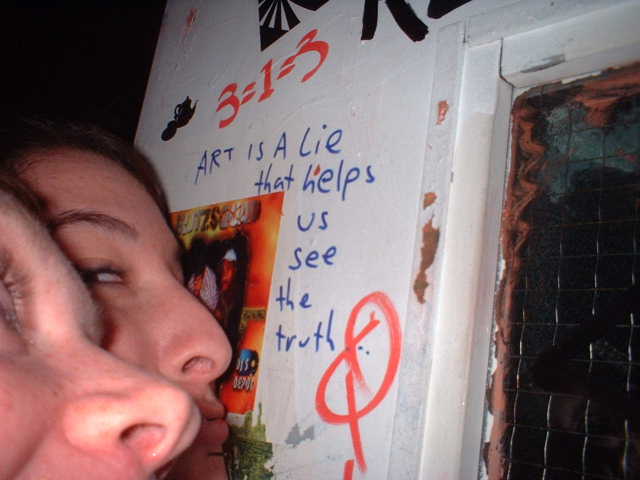 3=1=3
ART IS A Lie
that helps
us
see
the
truth